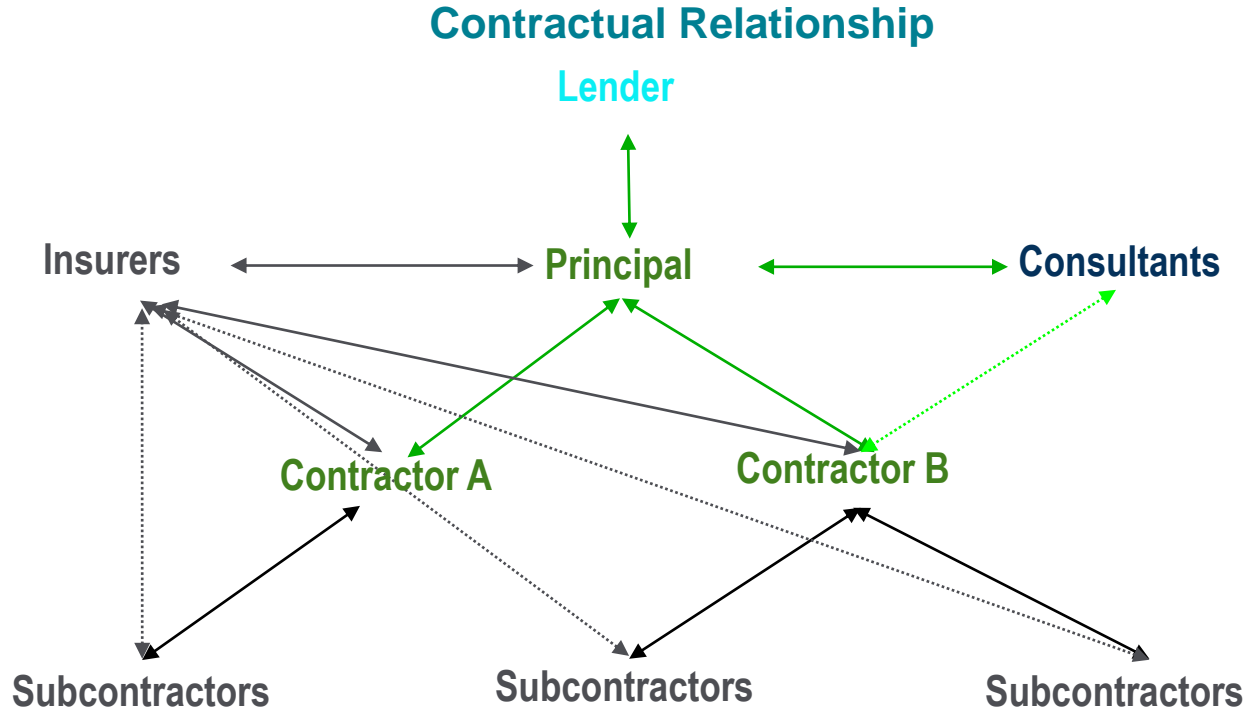 Contractual Relationship
Lender
Insurers
Principal
Consultants
Contractor A
Contractor B
Subcontractors
Subcontractors
Subcontractors